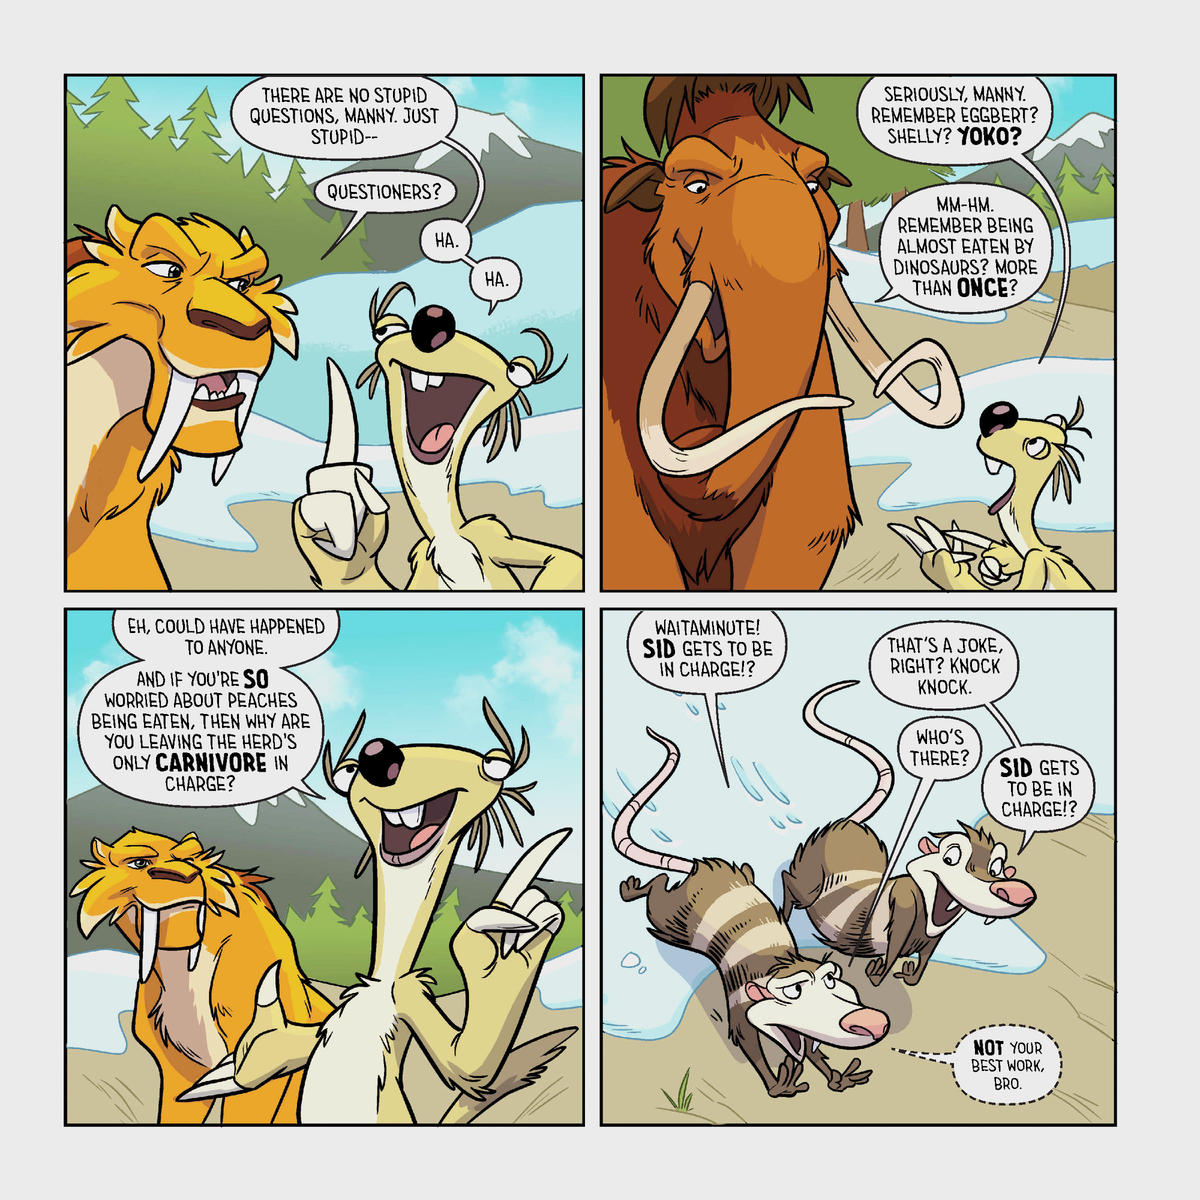 THERE ARE NO STUPID
QUESTIONS, MANNY. JUST
STUPID--
QUESTIONERS?
HA.
HA.
SERIOUSLY, MANNY.
REMEMBER EGGBERT?
SHELLY? YOKO?
MM-HM.
REMEMBER BEING
ALMOST EATEN BY
DINOSAURS? MORE
THAN ONCE?
EH, COULD HAVE HAPPENED
TO ANYONE.
AND IF YOU'RE SO
WORRIED ABOUT PEACHES
BEING EATEN, THEN WHY ARE
YOU LEAVING THE HERD'S
ONLY CARNIVORE IN
CHARGE?
WAITAMINUTE!
SID GETS TO BE
IN CHARGE!?
THAT'S A JOKE,
RIGHT? KNOCK
KNOCK.
WHO'S
THERE?
SID GETS
TO BE IN
CHARGE!?
NOT YOUR
BEST WORK,
BRO.